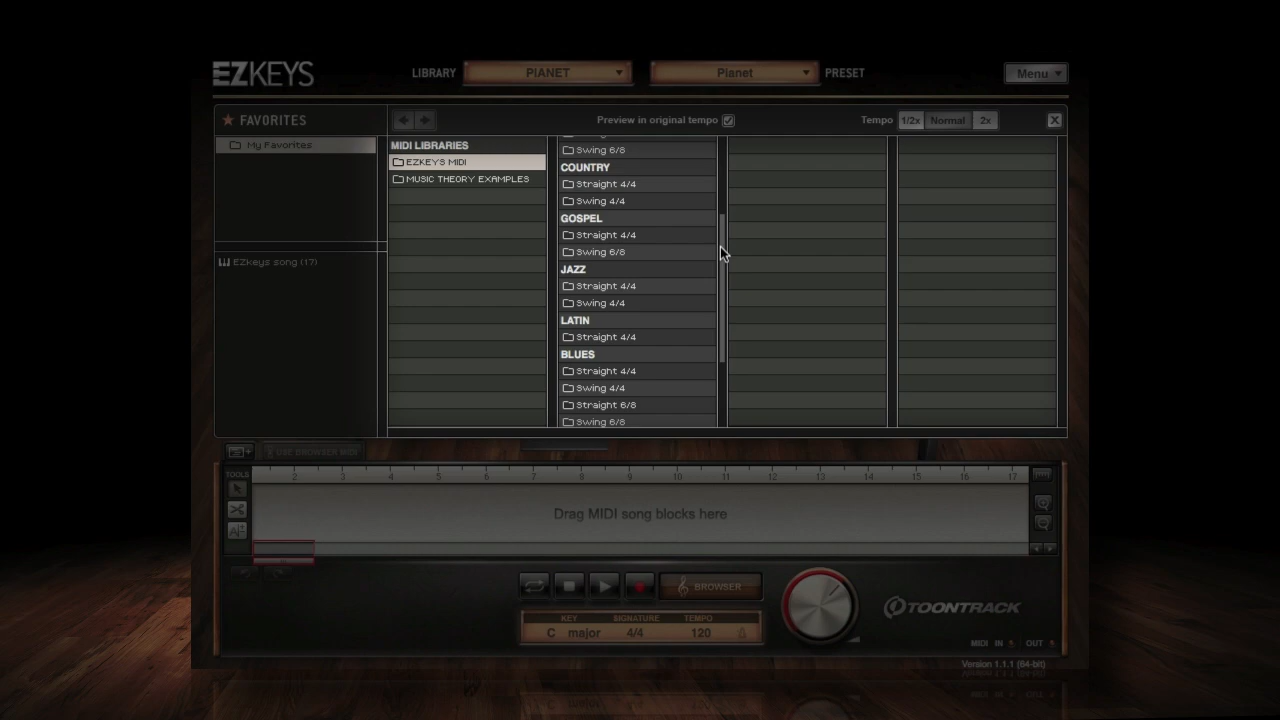 EZKEYS
LIBRARY
PIANET
Pianet
PRESET
Menu
FAVORITES
Preview in original tempo
Tempo
1/2x
Normal
2x
X
My Favorites
EZkeys song (17)
MIDI LIBRARIES
EZKEYS MIDI
MUSIC THEORY EXAMPLES
Swing 6/8
COUNTRY
Straight 4/4
Swing 4/4
GOSPEL
Straight 4/4
Swing 6/8
JAZZ
Straight 4/4
Swing 4/4
LATIN
Straight 4/4
BLUES
Straight 4/4
Swing 4/4
Straight 6/8
Swing 6/8
USE BROWSER MIDI
TOOLS
2 3 4 5 6 7 8 9 10 11 12 13 14 15 16 17
Drag MIDI song blocks here
BROWSER
KEY SIGNATURE TEMPO
C major 4/4 120
TOONTRACK
MIDI IN OUT
Version 1.1.1 (64-bit)